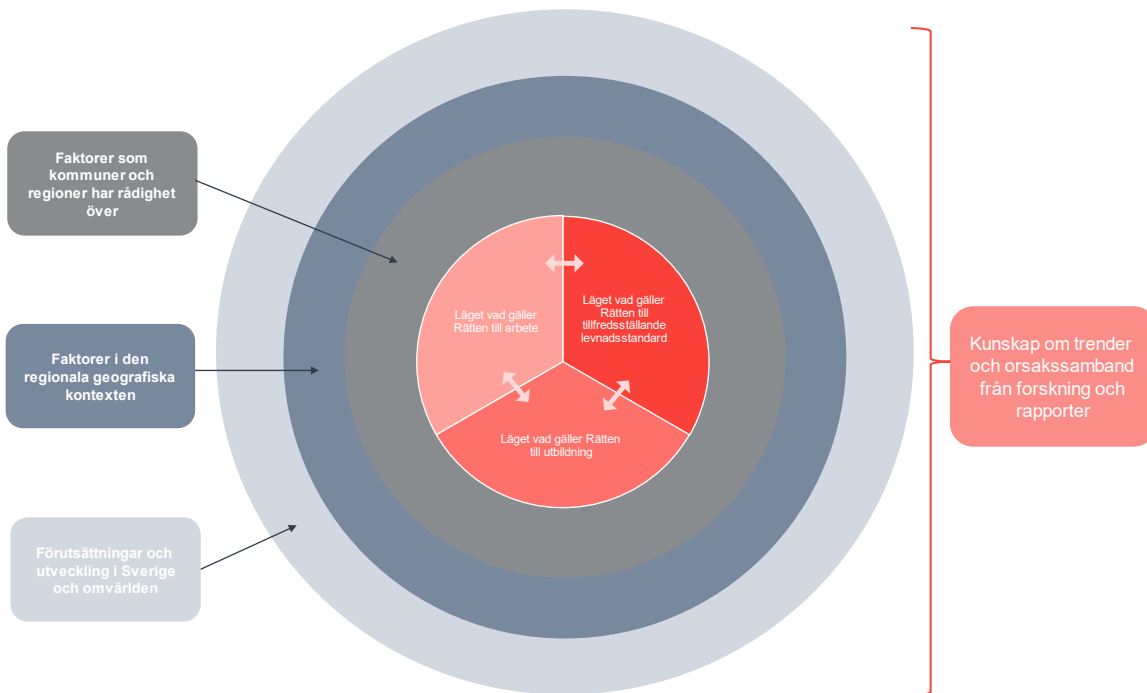 Faktorer som
kommuner och
regioner har rådighet
över
Faktorer i den
regionala geografiska
kontexten
Förutsättningar och
utveckling i Sverige
och omvärlden
Läget vad gäller
Rätten till arbete
Läget vad gäller
Rätten till
tillfredsställande
levnadsstandard
Läget vad gäller Rätten
till utbildning
Kunskap om trender
och orsakssamband
från forskning och
rapporter